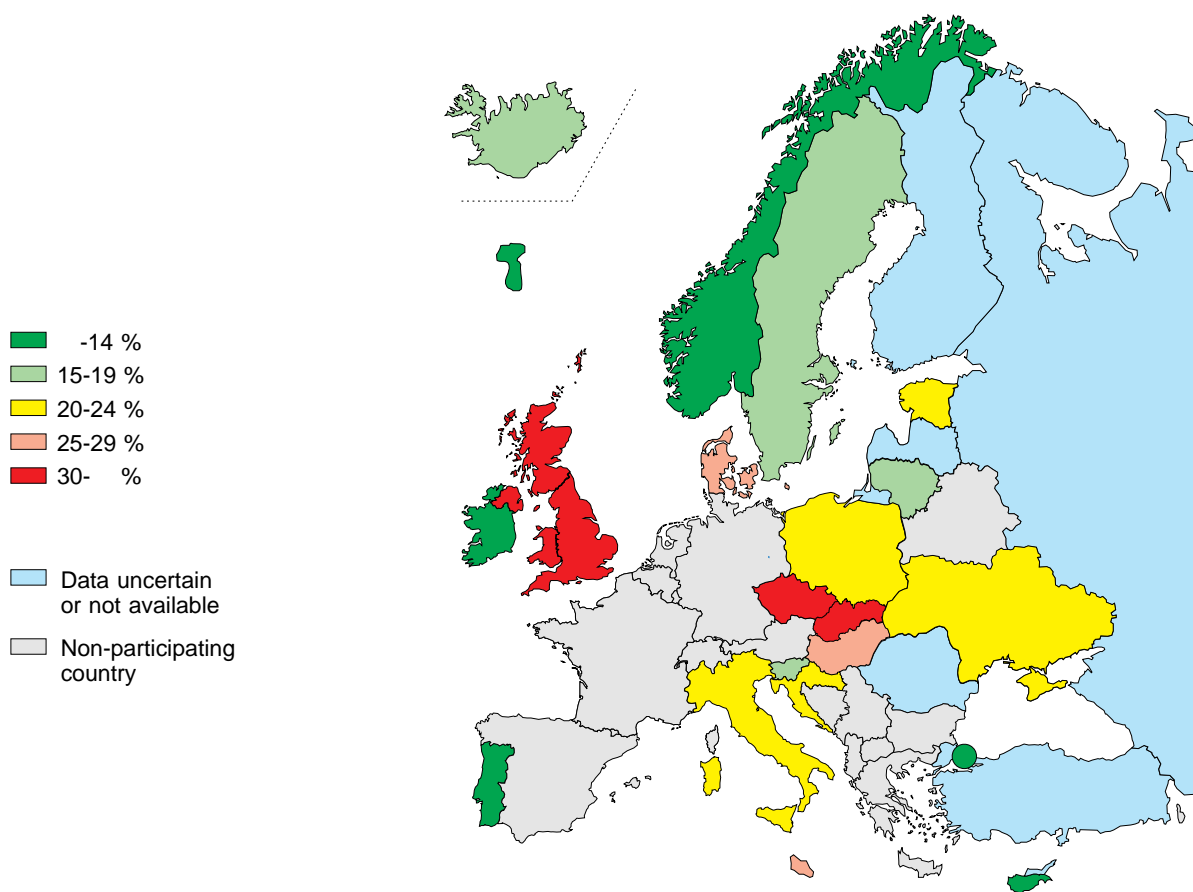 -14 %
15-19 %
20-24 %
25-29 %
30- %
Data uncertain
or not available
Non-participating
country